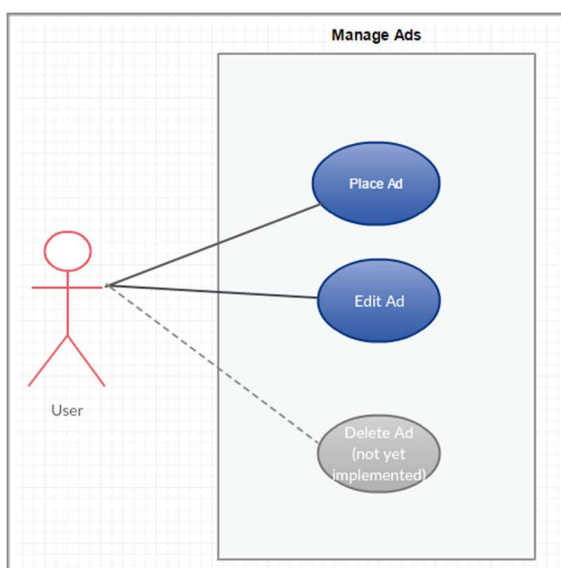 Manage Ads
Place Ad
Edit Ad
User
Delete Ad
(not yet
implemented)